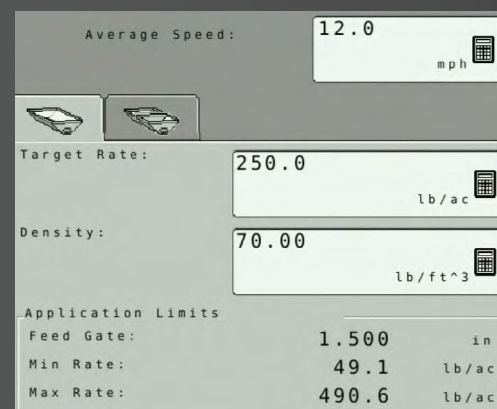 Average Speed:
12.0
mph
Target Rate:
250.0
lb/ac
Density:
70.00
lb/ft^3
Application Limits
Feed Gate: 1.500 in
Min Rate: 49.1 lb/ac
Max Rate: 490.6 lb/ac